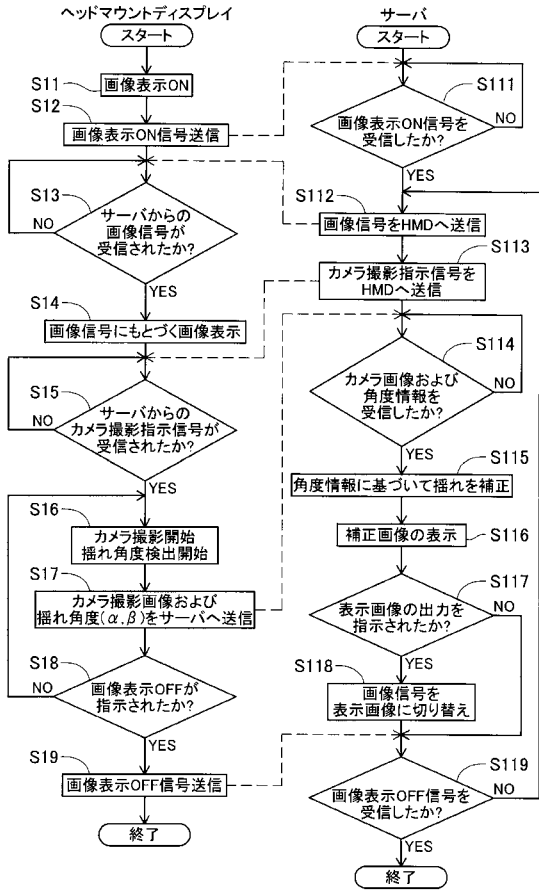 ヘッドマウントディスプレイ
スタート
S11
画像表示ON
S12
画像表示ON信号送信
S13
サーバからの
画像信号が
受信されたか?
NO
YES
S14
画像信号にもとづく画像表示
S15
サーバからの
カメラ撮影指示信号が
受信されたか?
NO
YES
S16
カメラ撮影開始
揺れ角度検出開始
S17
カメラ撮影画像および
揺れ角度(α,β)をサーバへ送信
S18
画像表示OFFが
指示されたか?
NO
YES
S19
画像表示OFF信号送信
終了
サーバ
スタート
S111
画像表示ON信号を
受信したか?
NO
YES
S112
画像信号をHMDへ送信
S113
カメラ撮影指示信号を
HMDへ送信
S114
カメラ画像および
角度情報を
受信したか?
NO
YES
S115
角度情報に基づいて揺れを補正
補正画像の表示
S116
S117
表示画像の出力を
指示されたか?
NO
YES
S118
画像信号を
表示画像に切り替え
S119
画像表示OFF信号を
受信したか?
NO
YES
終了